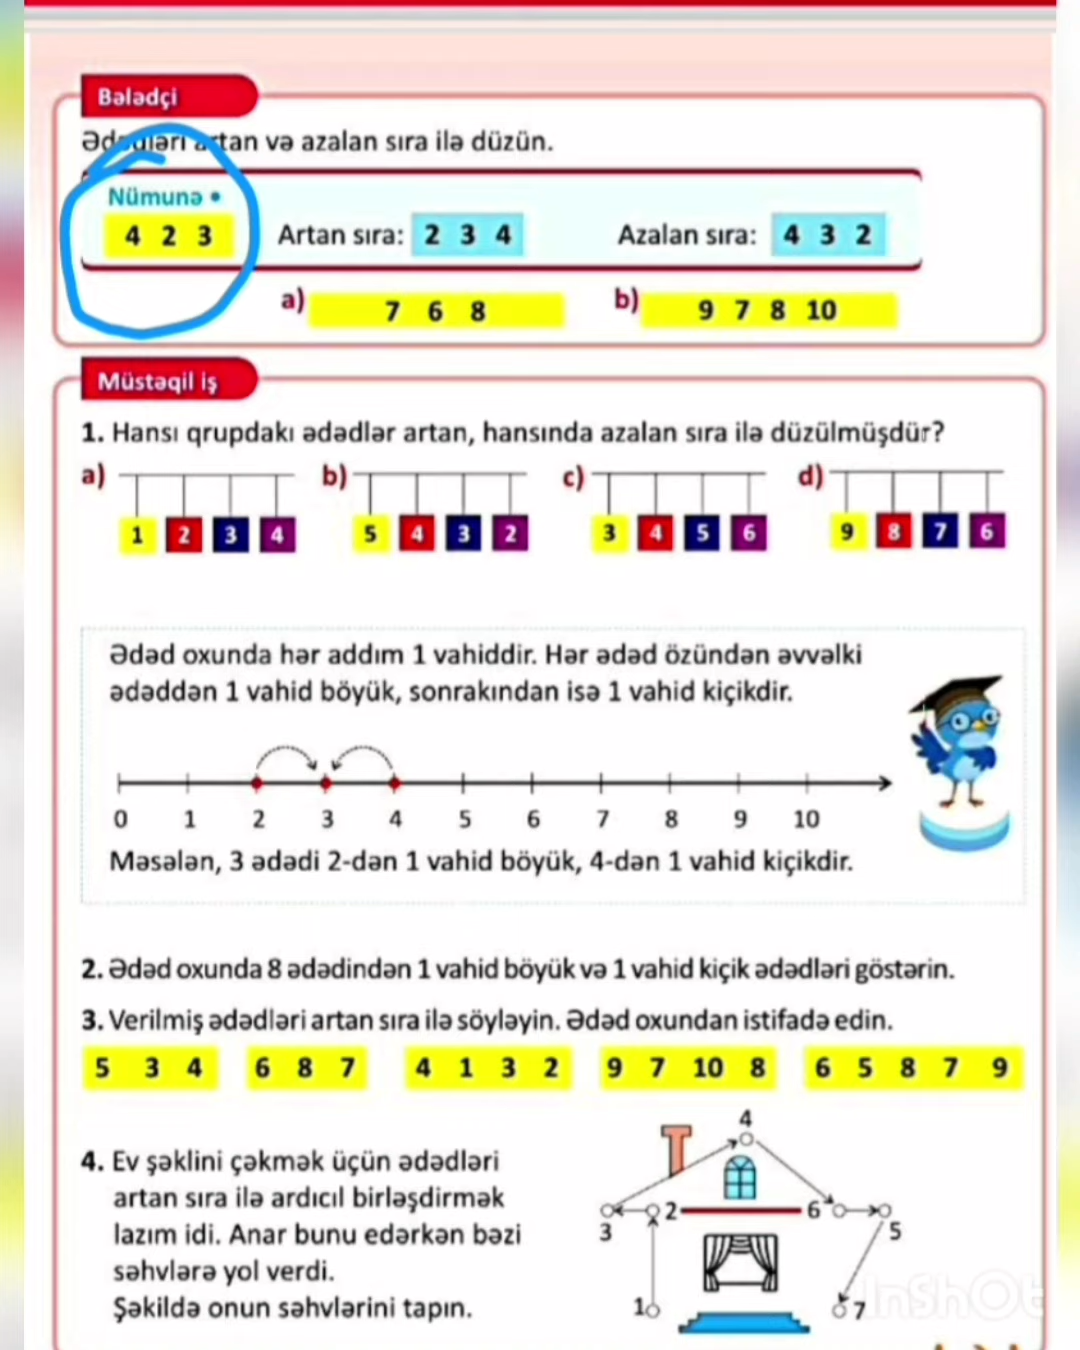 Bələdçi
Ədədləri artan və azalan sıra ilə düzün.
Nümunə •
4 2 3 Artan sıra: 2 3 4 Azalan sıra: 4 3 2
a) 7 6 8 b) 9 7 8 10
Müstəqil iş
1. Hansı qrupdakı ədədlər artan, hansında azalan sıra ilə düzülmüşdür?
a) b) c) d)
1 2 3 4 5 4 3 2 3 4 5 6 9 8 7 6
Ədəd oxunda hər addım 1 vahiddir. Hər ədəd özündən əvvəlki
ədəddən 1 vahid böyük, sonrakından isə 1 vahid kiçikdir.
0 1 2 3 4 5 6 7 8 9 10
Məsələn, 3 ədədi 2-dən 1 vahid böyük, 4-dən 1 vahid kiçikdir.
2. Ədəd oxunda 8 ədədindən 1 vahid böyük və 1 vahid kiçik ədədləri göstərin.
3. Verilmiş ədədləri artan sıra ilə söyləyin. Ədəd oxundan istifadə edin.
5 3 4 6 8 7 4 1 3 2 9 7 10 8 6 5 8 7 9
4. Ev şəklini çəkmək üçün ədədləri
artan sıra ilə ardıcıl birləşdirmək
lazım idi. Anar bunu edərkən bəzi
səhvlərə yol verdi.
Şəkildə onun səhvlərini tapın.
4
2 6
3 5
1 7
InShOt